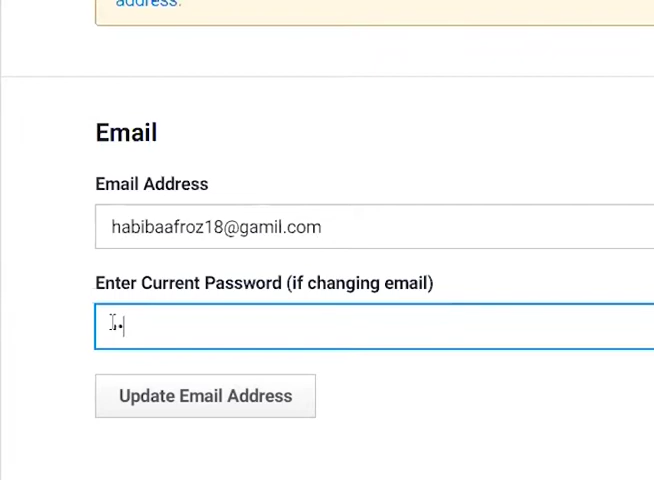 address.
Email
Email Address
habibaafroz18@gamil.com
Enter Current Password (if changing email)
Update Email Address